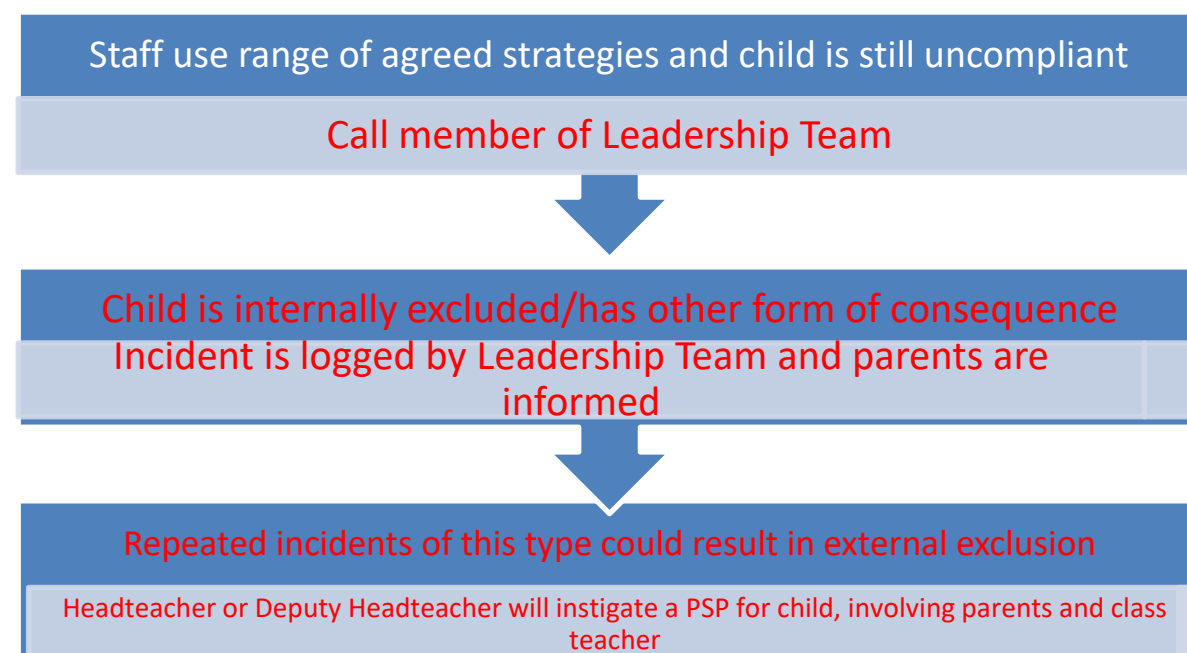 Staff use range of agreed strategies and child is still uncompliant
Call member of Leadership Team
Child is internally excluded/has other form of consequence
Incident is logged by Leadership Team and parents are
informed
Repeated incidents of this type could result in external exclusion
Headteacher or Deputy Headteacher will instigate a PSP for child, involving parents and class
teacher